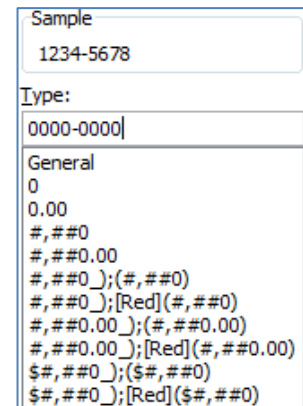 Sample
1234-5678
Type:
0000-0000
General
0
0.00
#,##0
#,##0.00
#,##0_);(#,##0)
#,##0_);[Red](#,##0)
#,##0.00_);(#,##0.00)
#,##0.00_);[Red](#,##0.00)
$#,##0_);($#,##0)
$#,##0_);[Red]($#,##0)